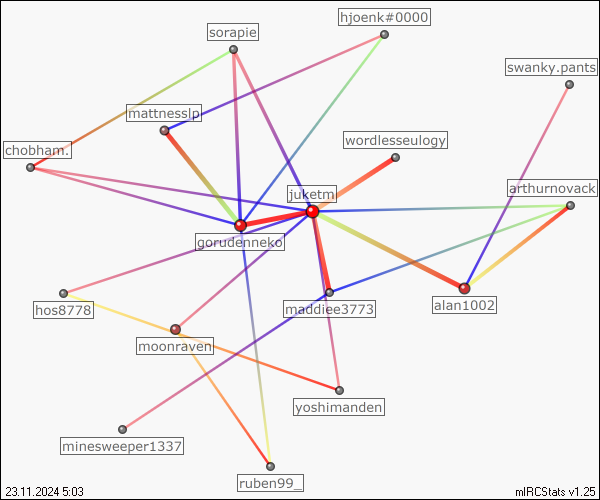 hjoenk#0000
sorapie
swanky.pants
mattnesslp
wordlesseulogy
chobham.
juketm
arthurnovack
gorudenneko
hos8778
maddiee3773
alan1002
moonraven
yoshimanden
minesweeper1337
ruben99_
23.11.2024 5:03
mIRCStats v1.25